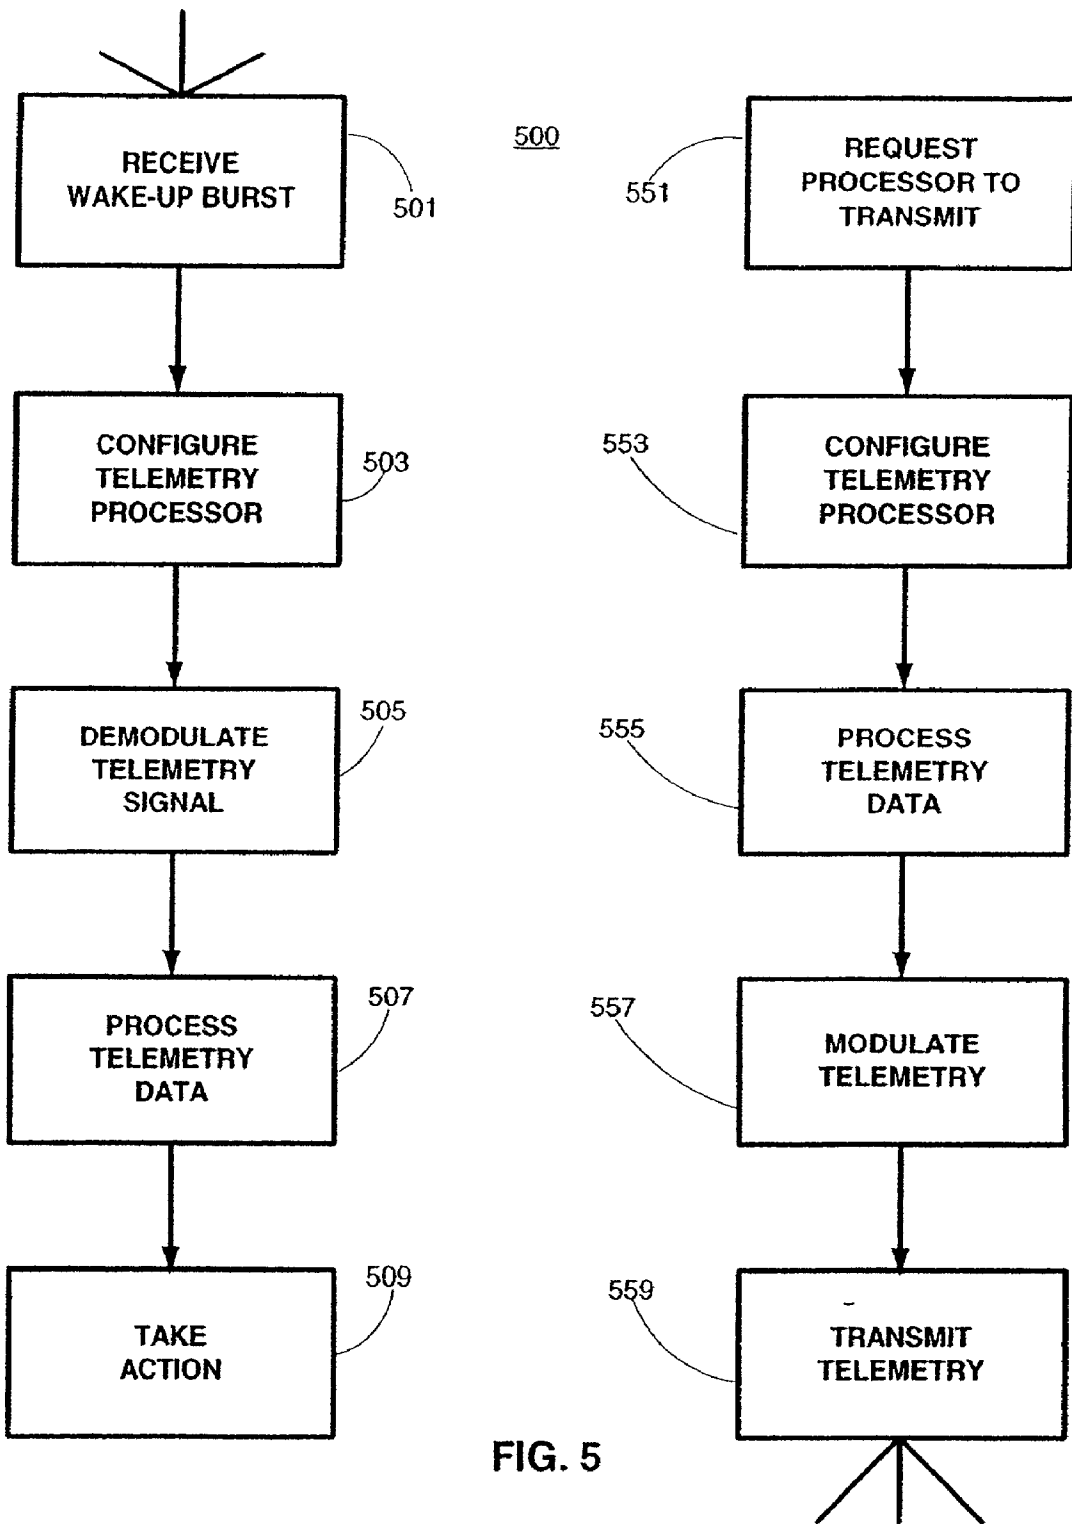 500
RECEIVE
WAKE-UP BURST
501
CONFIGURE
TELEMETRY
PROCESSOR
503
DEMODULATE
TELEMETRY
SIGNAL
505
PROCESS
TELEMETRY
DATA
507
TAKE
ACTION
509
REQUEST
PROCESSOR TO
TRANSMIT
551
CONFIGURE
TELEMETRY
PROCESSOR
553
PROCESS
TELEMETRY
DATA
555
MODULATE
TELEMETRY
557
TRANSMIT
TELEMETRY
559
FIG. 5